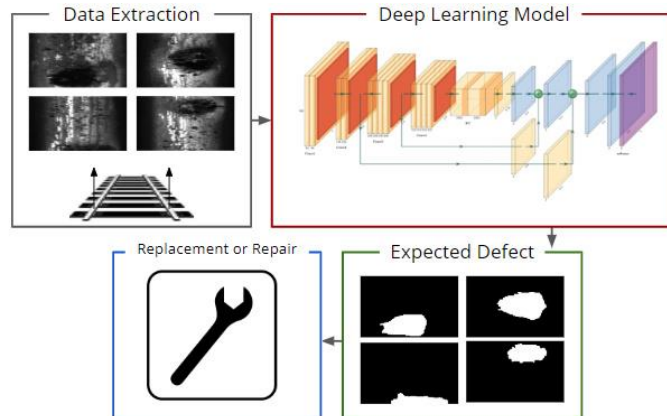 Data Extraction
Deep Learning Model
Replacement or Repair
Expected Defect